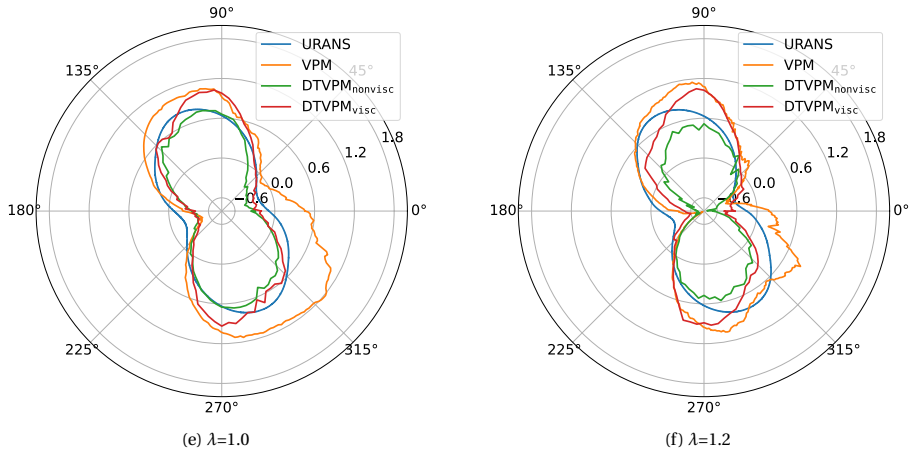 90°
URANS
VPM
DTVPMnonvisc
DTVPMvisc
45°
135°
1.8
1.2
0.6
0.0
−0.6
180°
0°
225°
315°
270°
(e) λ=1.0
90°
URANS
VPM
DTVPMnonvisc
DTVPMvisc
45°
135°
1.8
1.2
0.6
0.0
−0.6
180°
0°
225°
315°
270°
(f) λ=1.2